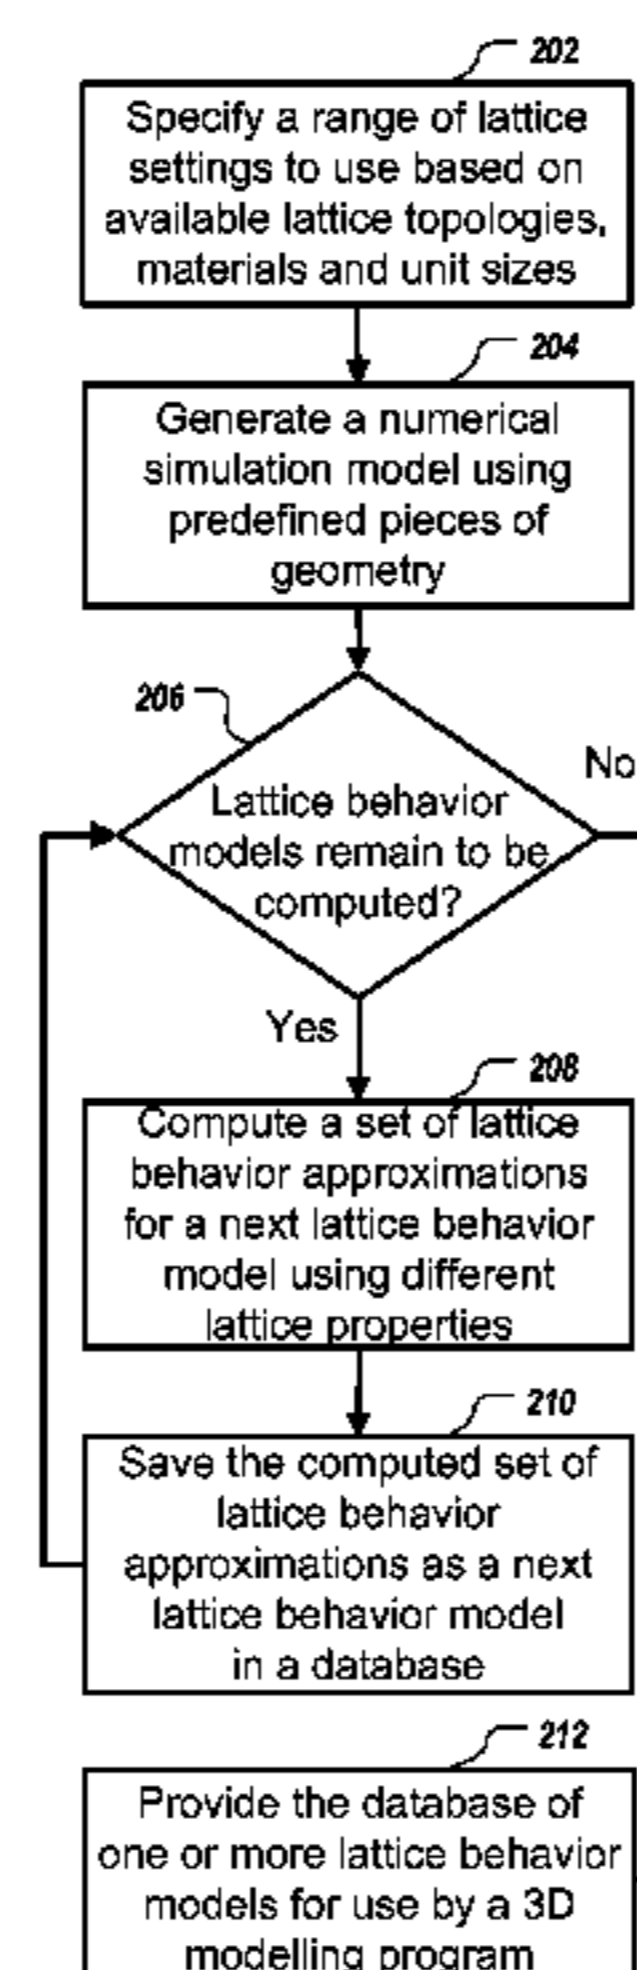 202
Specify a range of lattice
settings to use based on
available lattice topologies,
materials and unit sizes
204
Generate a numerical
simulation model using
predefined pieces of
geometry
206
No
Lattice behavior
models remain to be
computed?
Yes
208
Compute a set of lattice
behavior approximations
for a next lattice behavior
model using different
lattice properties
210
Save the computed set of
lattice behavior
approximations as a next
lattice behavior model
in a database
212
Provide the database of
one or more lattice behavior
models for use by a 3D
modelling program